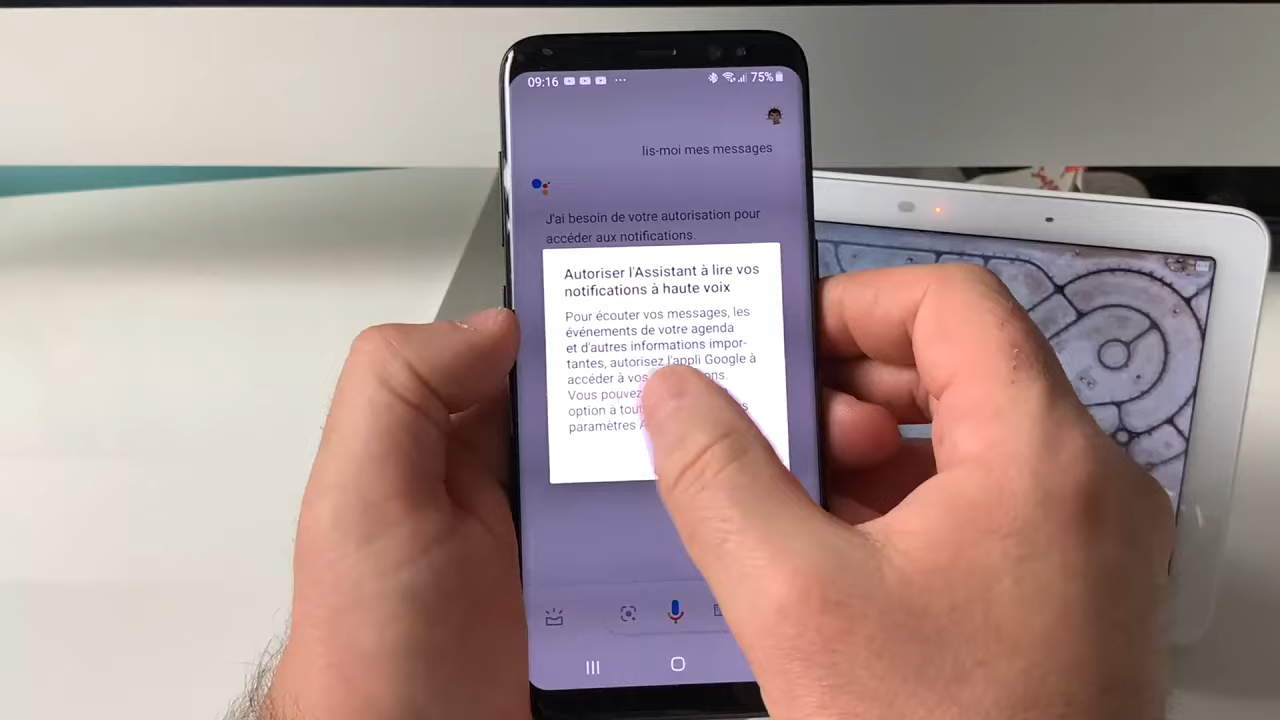 09:16
75%
lis-moi mes messages
J'ai besoin de votre autorisation pour
accéder aux notifications.
Autoriser l'Assistant à lire vos
notifications à haute voix
Pour écouter vos messages, les
événements de votre agenda
et d'autres informations impor-
tantes, autorisez l'appli Google à
accéder à vos
Vous pouvez
option à
paramètres